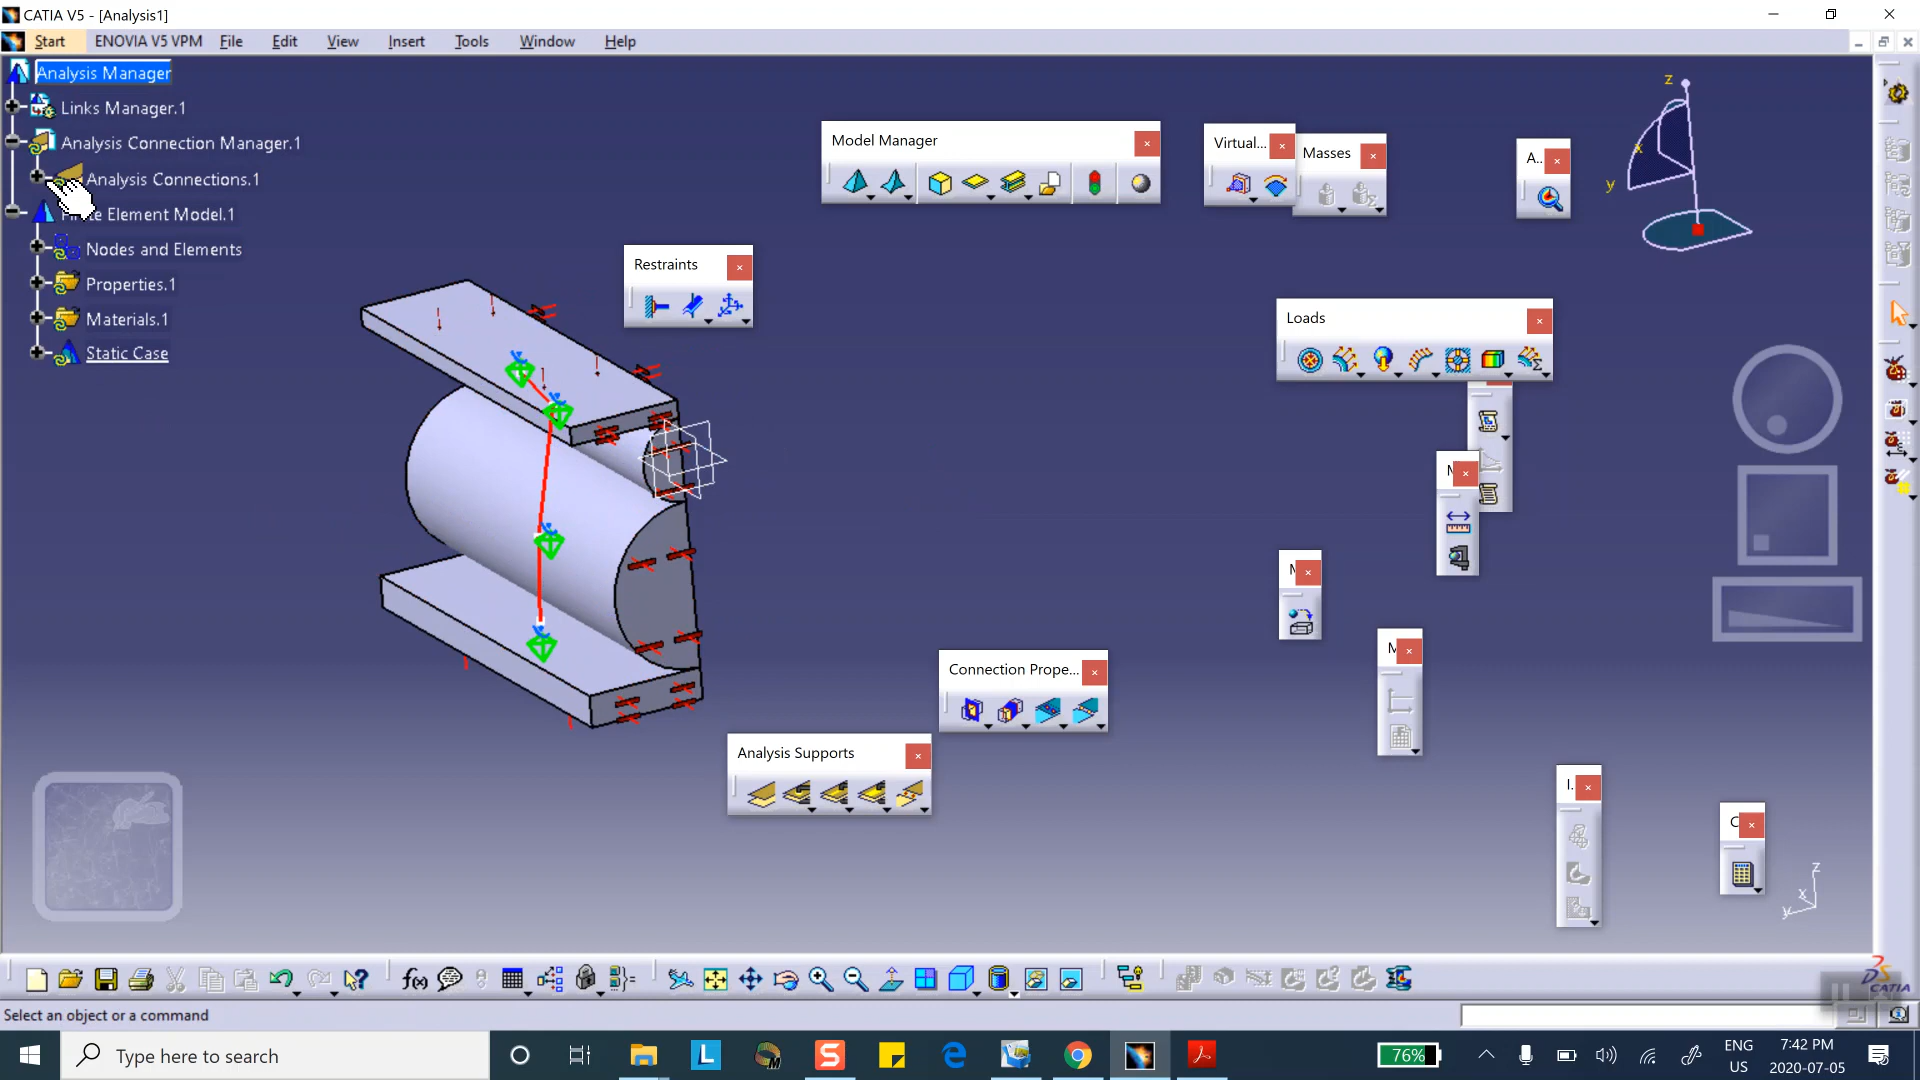 CATIA V5 - [Analysis1]
Start ENOVIA V5 VPM File Edit View Insert Tools Window Help
Analysis Manager
Links Manager.1
Analysis Connection Manager.1
Analysis Connections.1
Element Model.1
Nodes and Elements
Properties.1
Materials.1
Static Case
Model Manager
Virtual...
Masses
A..
Restraints
Loads
Connection Prope...
Analysis Supports
I.
z
x
y
z
x
y
f(x)
CATIA
Select an object or a command
Type here to search
L
S
76%
ENG
US
7:42 PM
2020-07-05